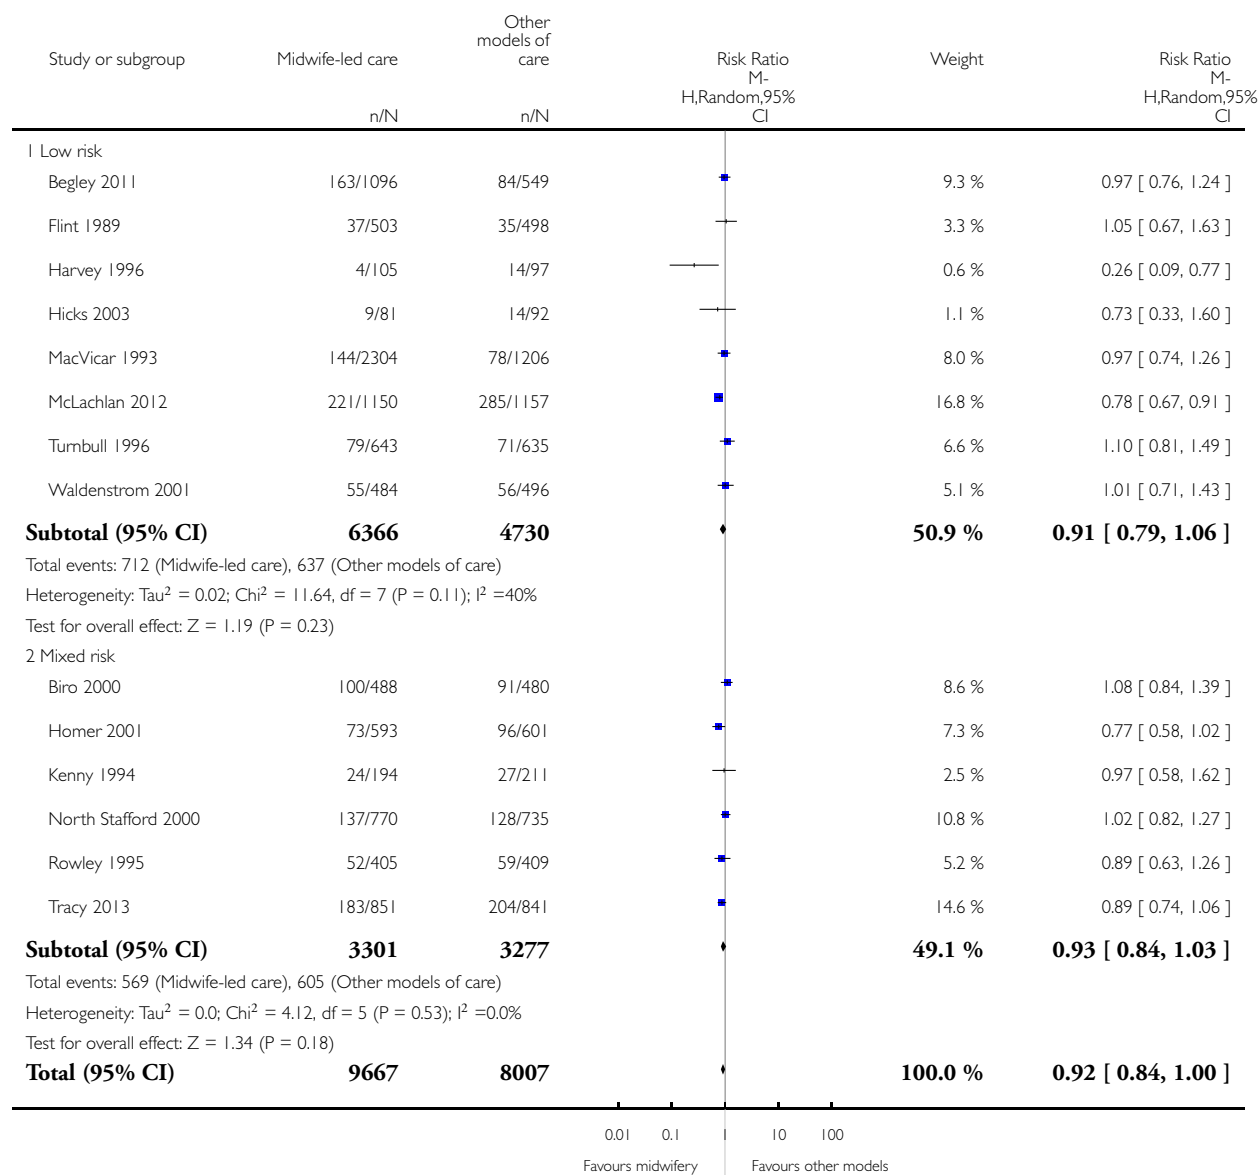 Study or subgroup Midwife-led care Other models of care Risk Ratio Weight Risk Ratio
n/N n/N M-H,Random,95% CI M-H,Random,95% CI
1 Low risk
Begley 2011 163/1096 84/549 9.3 % 0.97 [ 0.76, 1.24 ]
Flint 1989 37/503 35/498 3.3 % 1.05 [ 0.67, 1.63 ]
Harvey 1996 4/105 14/97 0.6 % 0.26 [ 0.09, 0.77 ]
Hicks 2003 9/81 14/92 1.1 % 0.73 [ 0.33, 1.60 ]
MacVicar 1993 144/2304 78/1206 8.0 % 0.97 [ 0.74, 1.26 ]
McLachlan 2012 221/1150 285/1157 16.8 % 0.78 [ 0.67, 0.91 ]
Turnbull 1996 79/643 71/635 6.6 % 1.10 [ 0.81, 1.49 ]
Waldenstrom 2001 55/484 56/496 5.1 % 1.01 [ 0.71, 1.43 ]
Subtotal (95% CI) 6366 4730 50.9 % 0.91 [ 0.79, 1.06 ]
Total events: 712 (Midwife-led care), 637 (Other models of care)
Heterogeneity: Tau² = 0.02; Chi² = 11.64, df = 7 (P = 0.11); I² =40%
Test for overall effect: Z = 1.19 (P = 0.23)
2 Mixed risk
Biro 2000 100/488 91/480 8.6 % 1.08 [ 0.84, 1.39 ]
Homer 2001 73/593 96/601 7.3 % 0.77 [ 0.58, 1.02 ]
Kenny 1994 24/194 27/211 2.5 % 0.97 [ 0.58, 1.62 ]
North Stafford 2000 137/770 128/735 10.8 % 1.02 [ 0.82, 1.27 ]
Rowley 1995 52/405 59/409 5.2 % 0.89 [ 0.63, 1.26 ]
Tracy 2013 183/851 204/841 14.6 % 0.89 [ 0.74, 1.06 ]
Subtotal (95% CI) 3301 3277 49.1 % 0.93 [ 0.84, 1.03 ]
Total events: 569 (Midwife-led care), 605 (Other models of care)
Heterogeneity: Tau² = 0.0; Chi² = 4.12, df = 5 (P = 0.53); I² =0.0%
Test for overall effect: Z = 1.34 (P = 0.18)
Total (95% CI) 9667 8007 100.0 % 0.92 [ 0.84, 1.00 ]
0.01 0.1 1 10 100
Favours midwifery Favours other models